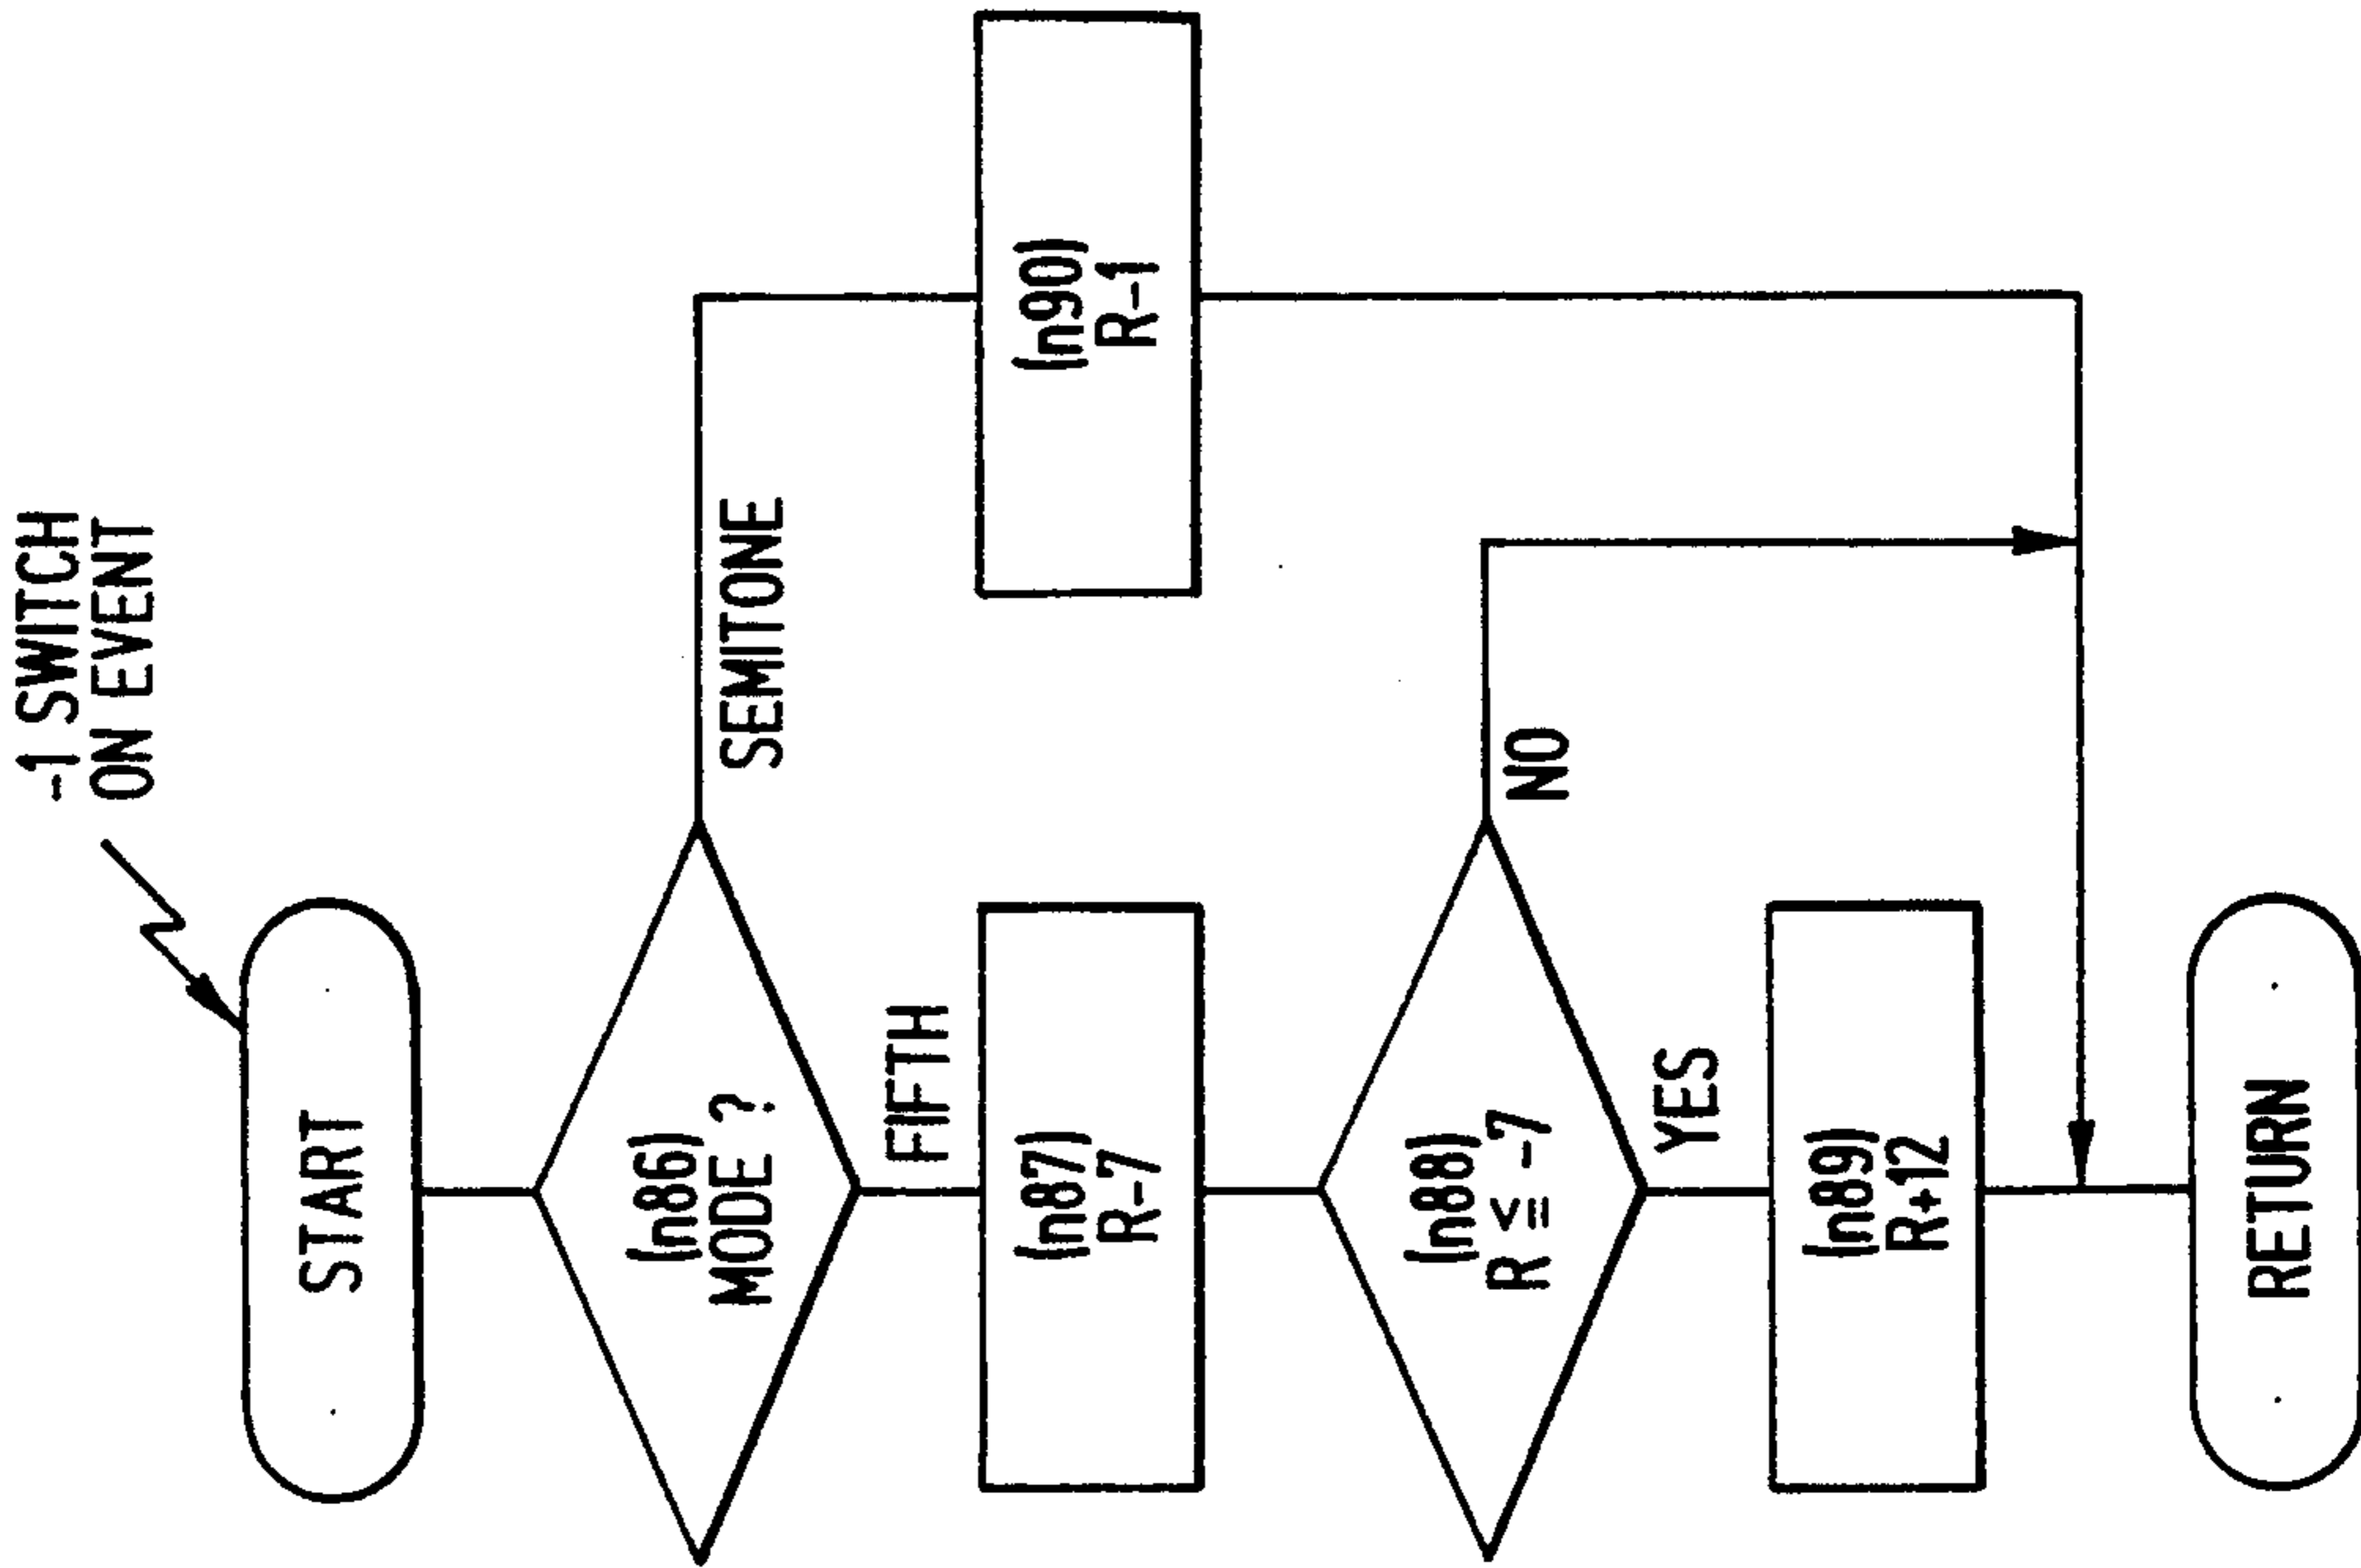 -1 SWITCH
ON EVENT
START
(n86)
MODE ?
SEMITONE
FIFTH
(n87)
R-7
(n90)
R-1
(n88)
R ≦ -7
NO
YES
(n89)
R+12
RETURN